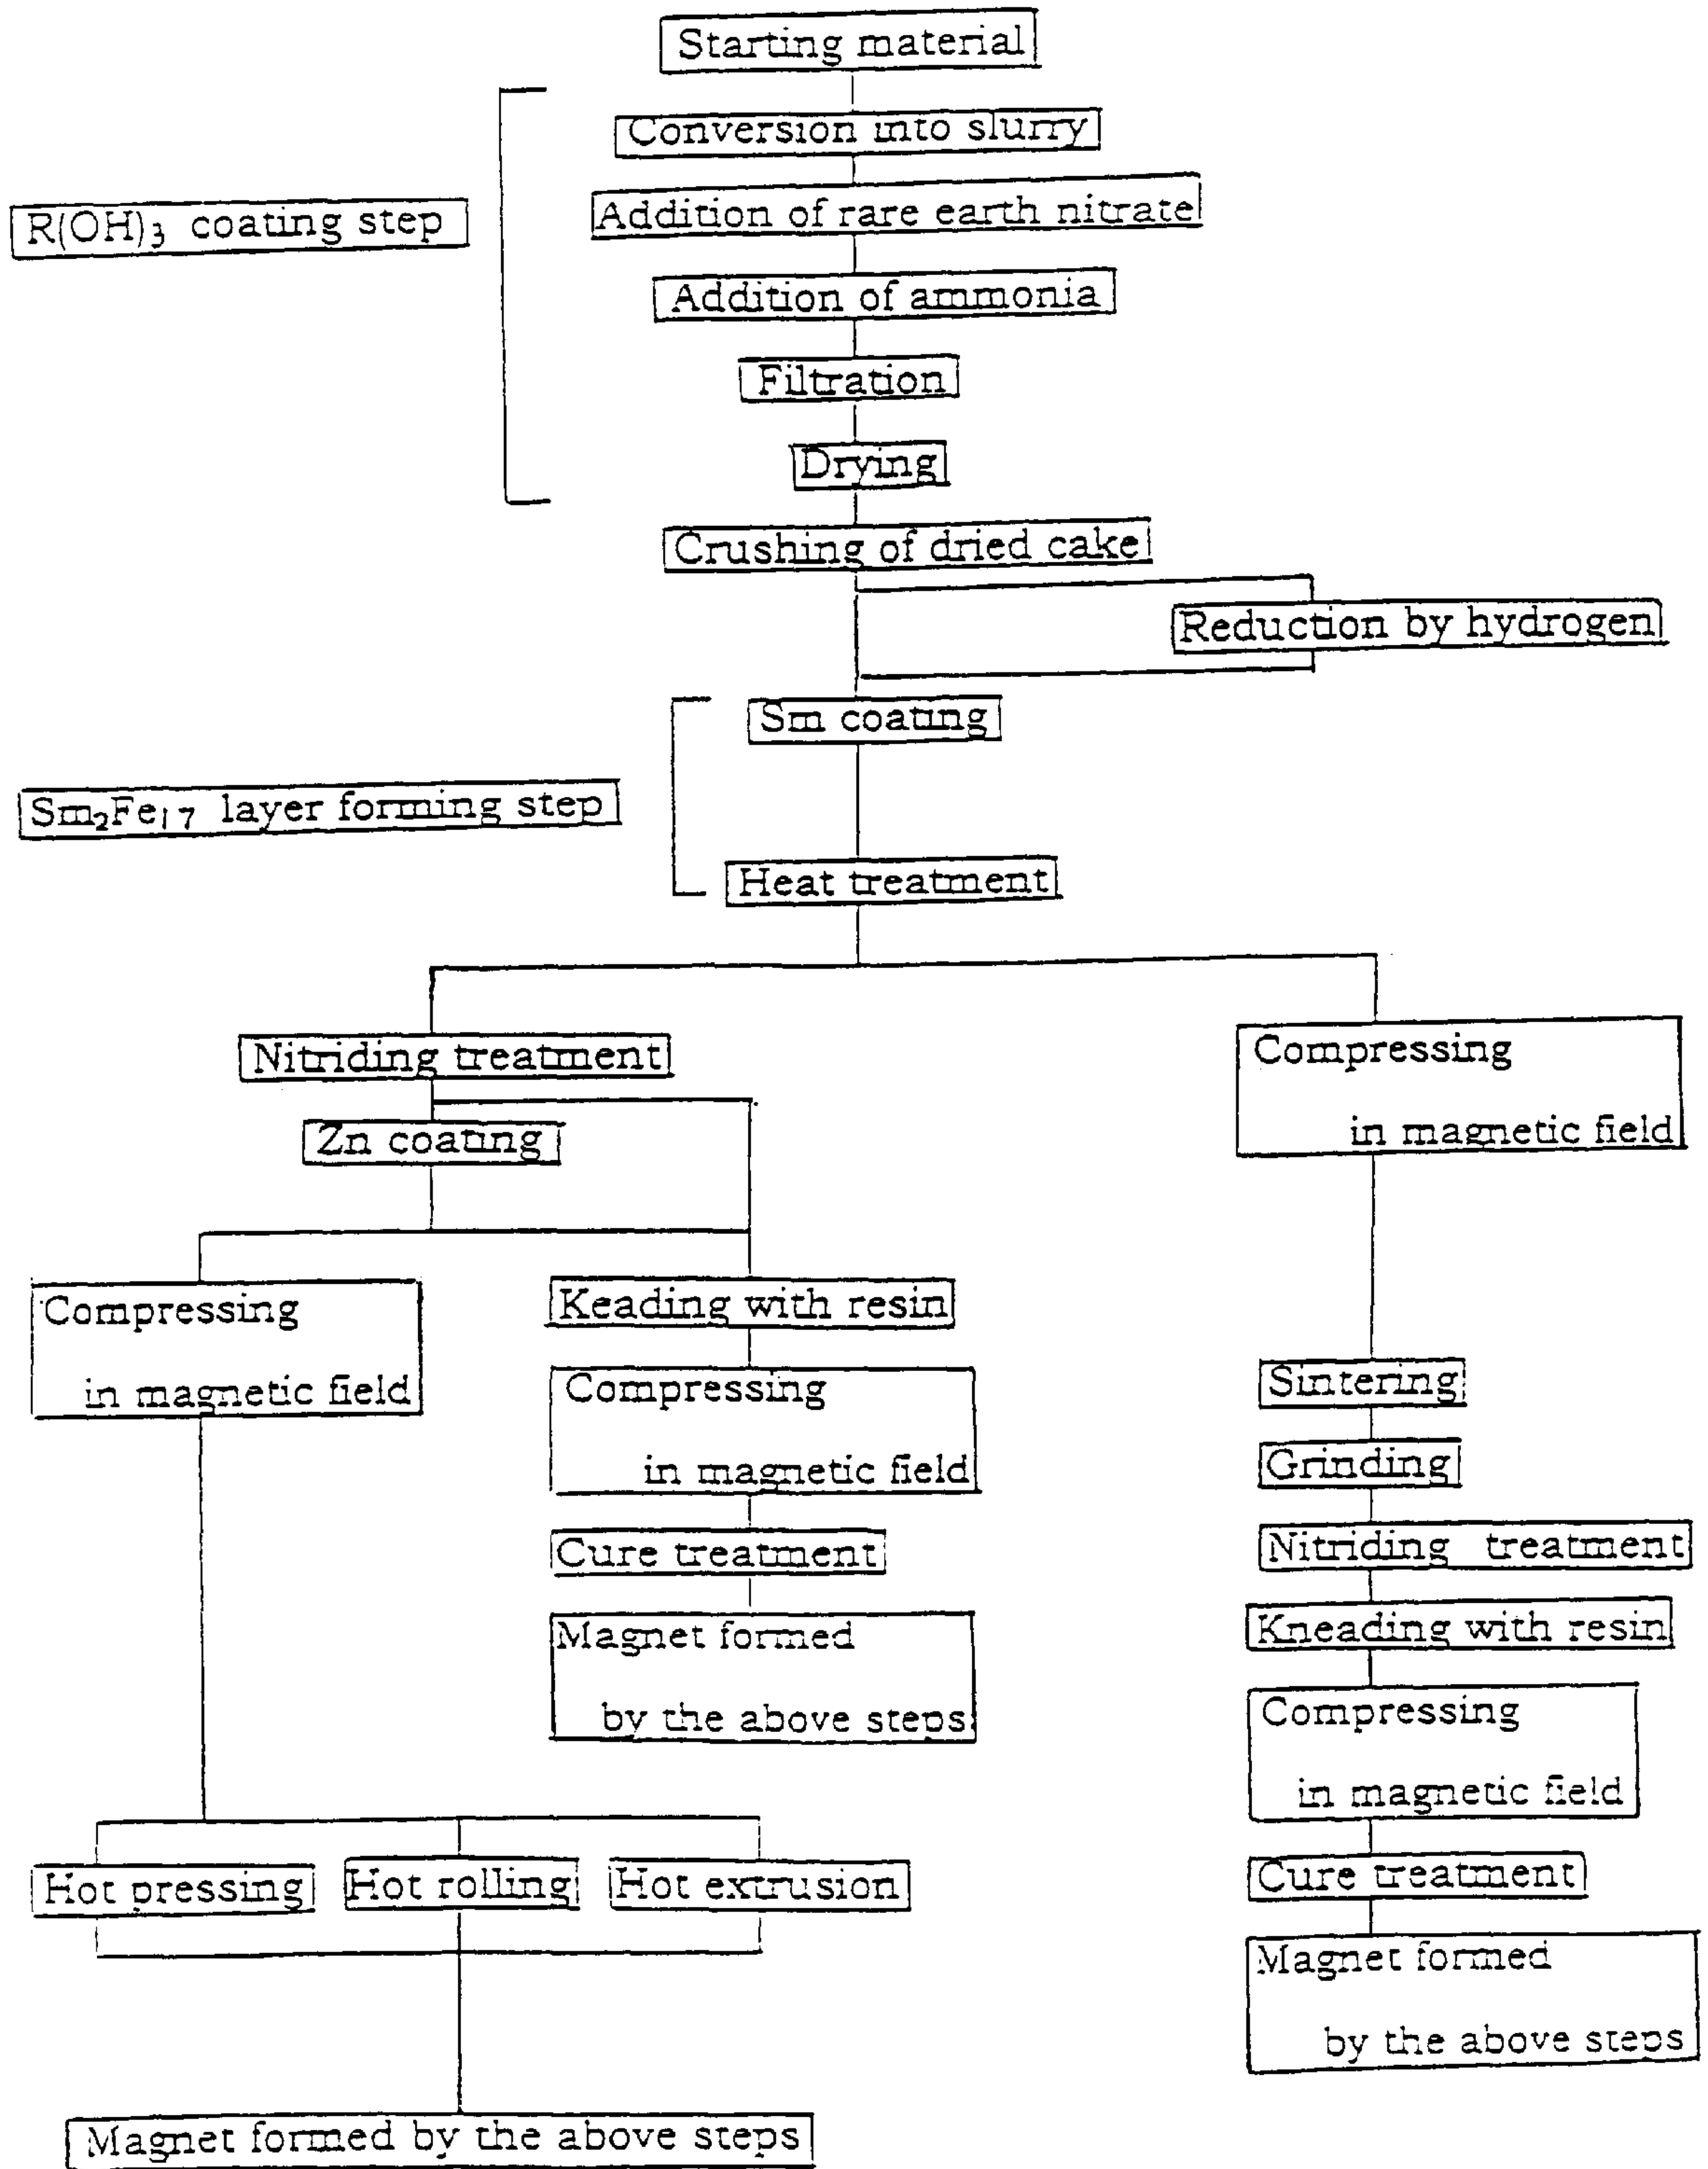 Starting material
Conversion into slurry
Addition of rare earth nitrate
R(OH)₃ coating step
Addition of ammonia
Filtration
Drying
Crushing of dried cake
Reduction by hydrogen
Sm coating
Sm₂Fe₁₇ layer forming step
Heat treatment
Nitriding treatment
Zn coating
Compressing
in magnetic field
Keading with resin
Compressing
in magnetic field
Cure treatment
Magnet formed
by the above steps
Hot pressing
Hot rolling
Hot extrusion
Magnet formed by the above steps
Compressing
in magnetic field
Sintering
Grinding
Nitriding treatment
Kneading with resin
Compressing
in magnetic field
Cure treatment
Magnet formed
by the above steps